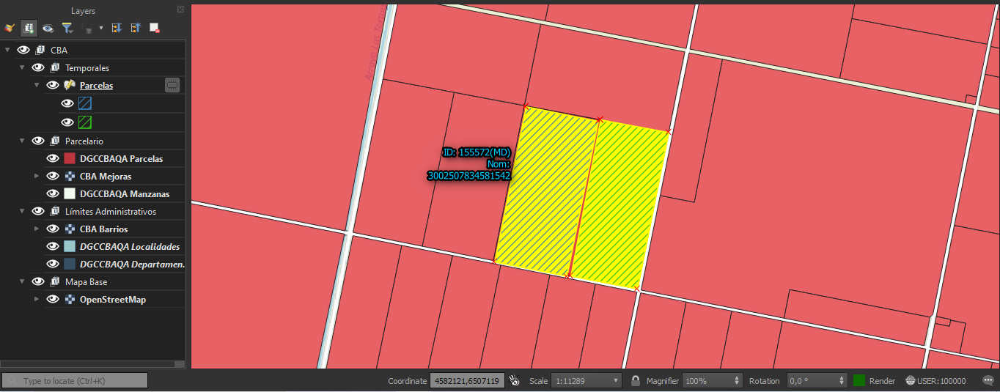 Layers
CBA
Temporales
Parcelas
Parcelario
DGCCBAQA Parcelas
CBA Mejoras
DGCCBAQA Manzanas
Límites Administrativos
CBA Barrios
DGCCBAQA Localidades
DGCCBAQA Departamen.
Mapa Base
OpenStreetMap
ID: 155572(MD)
Nom:
3002507834581542
Type to locate (Ctrl+K)
Coordinate 4582121,6507119 Scale 1:11289 Magnifier 100% Rotation 0,0 ° Render USER:100000